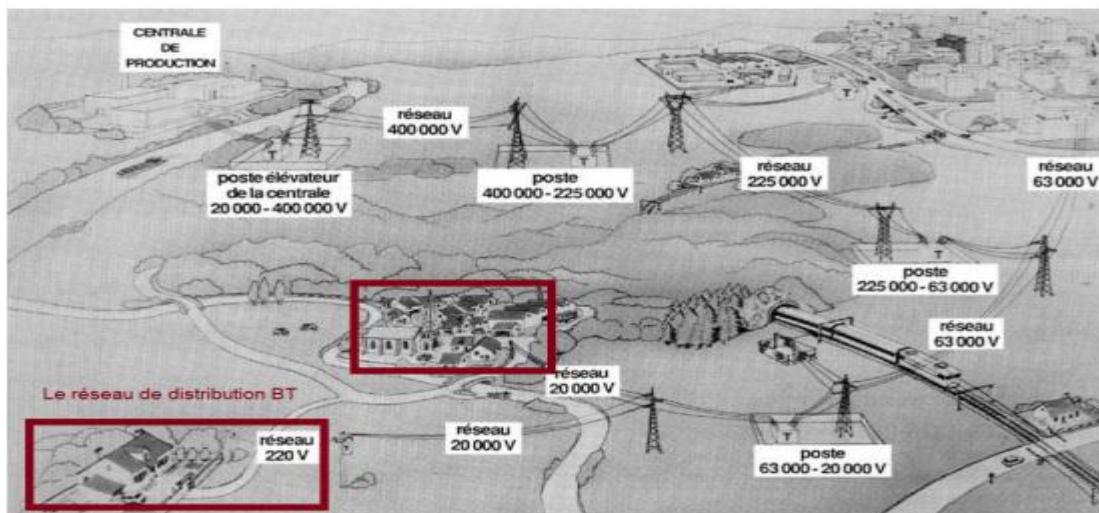 CENTRALE
DE
PRODUCTION
réseau
400 000 V
poste élévateur
de la centrale
20 000 - 400 000 V
T
poste
400 000 - 225 000 V
T
réseau
225 000 V
T
réseau
63 000 V
poste
225 000 - 63 000 V
T
réseau
63 000 V
réseau
20 000 V
Le réseau de distribution BT
réseau
220 V
réseau
20 000 V
T
poste
63 000 - 20 000 V